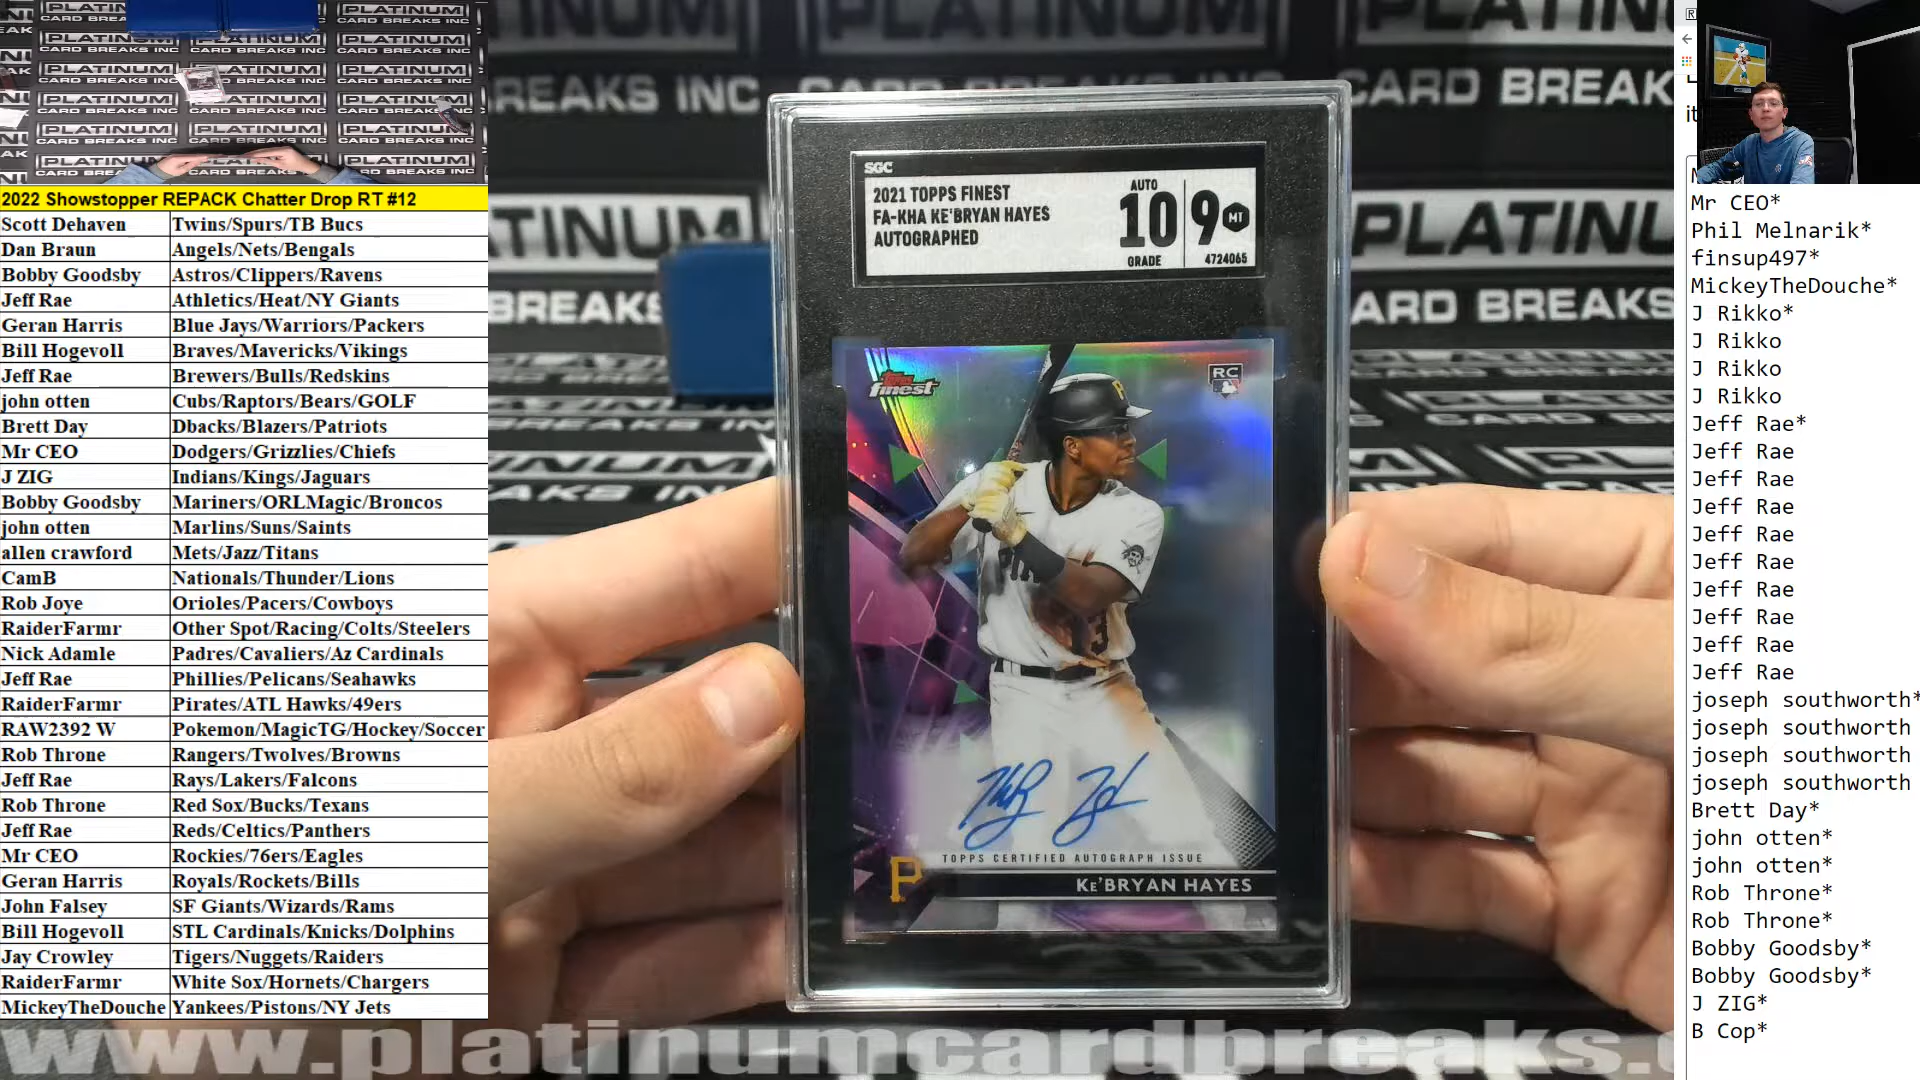 PLATINUM
CARD BREAKS INC
2022 Showstopper REPACK Chatter Drop RT #12
Scott Dehaven Twins/Spurs/TB Bucs
Dan Braun Angels/Nets/Bengals
Bobby Goodsby Astros/Clippers/Ravens
Jeff Rae Athletics/Heat/NY Giants
Geran Harris Blue Jays/Warriors/Packers
Bill Hogevoll Braves/Mavericks/Vikings
Jeff Rae Brewers/Bulls/Redskins
john otten Cubs/Raptors/Bears/GOLF
Brett Day Dbacks/Blazers/Patriots
Mr CEO Dodgers/Grizzlies/Chiefs
J ZIG Indians/Kings/Jaguars
Bobby Goodsby Mariners/ORLMagic/Broncos
john otten Marlins/Suns/Saints
allen crawford Mets/Jazz/Titans
CamB Nationals/Thunder/Lions
Rob Joye Orioles/Pacers/Cowboys
RaiderFarmr Other Spot/Racing/Colts/Steelers
Nick Adamle Padres/Cavaliers/Az Cardinals
Jeff Rae Phillies/Pelicans/Seahawks
RaiderFarmr Pirates/ATL Hawks/49ers
RAW2392 W Pokemon/MagicTG/Hockey/Soccer
Rob Throne Rangers/Twolves/Browns
Jeff Rae Rays/Lakers/Falcons
Rob Throne Red Sox/Bucks/Texans
Jeff Rae Reds/Celtics/Panthers
Mr CEO Rockies/76ers/Eagles
Geran Harris Royals/Rockets/Bills
John Falsey SF Giants/Wizards/Rams
Bill Hogevoll STL Cardinals/Knicks/Dolphins
Jay Crowley Tigers/Nuggets/Raiders
RaiderFarmr White Sox/Hornets/Chargers
MickeyTheDouche Yankees/Pistons/NY Jets
SGC
2021 TOPPS FINEST
FA-KHA KE'BRYAN HAYES
AUTOGRAPHED
AUTO
10 9 MT
GRADE 4724065
Topps finest
RC
P
13
TOPPS CERTIFIED AUTOGRAPH ISSUE
P
KE'BRYAN HAYES
www.platinumcardbreaks.
Mr CEO*
Phil Melnarik*
finsup497*
MickeyTheDouche*
J Rikko*
J Rikko
J Rikko
J Rikko
Jeff Rae*
Jeff Rae
Jeff Rae
Jeff Rae
Jeff Rae
Jeff Rae
Jeff Rae
Jeff Rae
Jeff Rae
Jeff Rae
joseph southworth*
joseph southworth
joseph southworth
joseph southworth
Brett Day*
john otten*
john otten*
Rob Throne*
Rob Throne*
Bobby Goodsby*
Bobby Goodsby*
J ZIG*
B Cop*